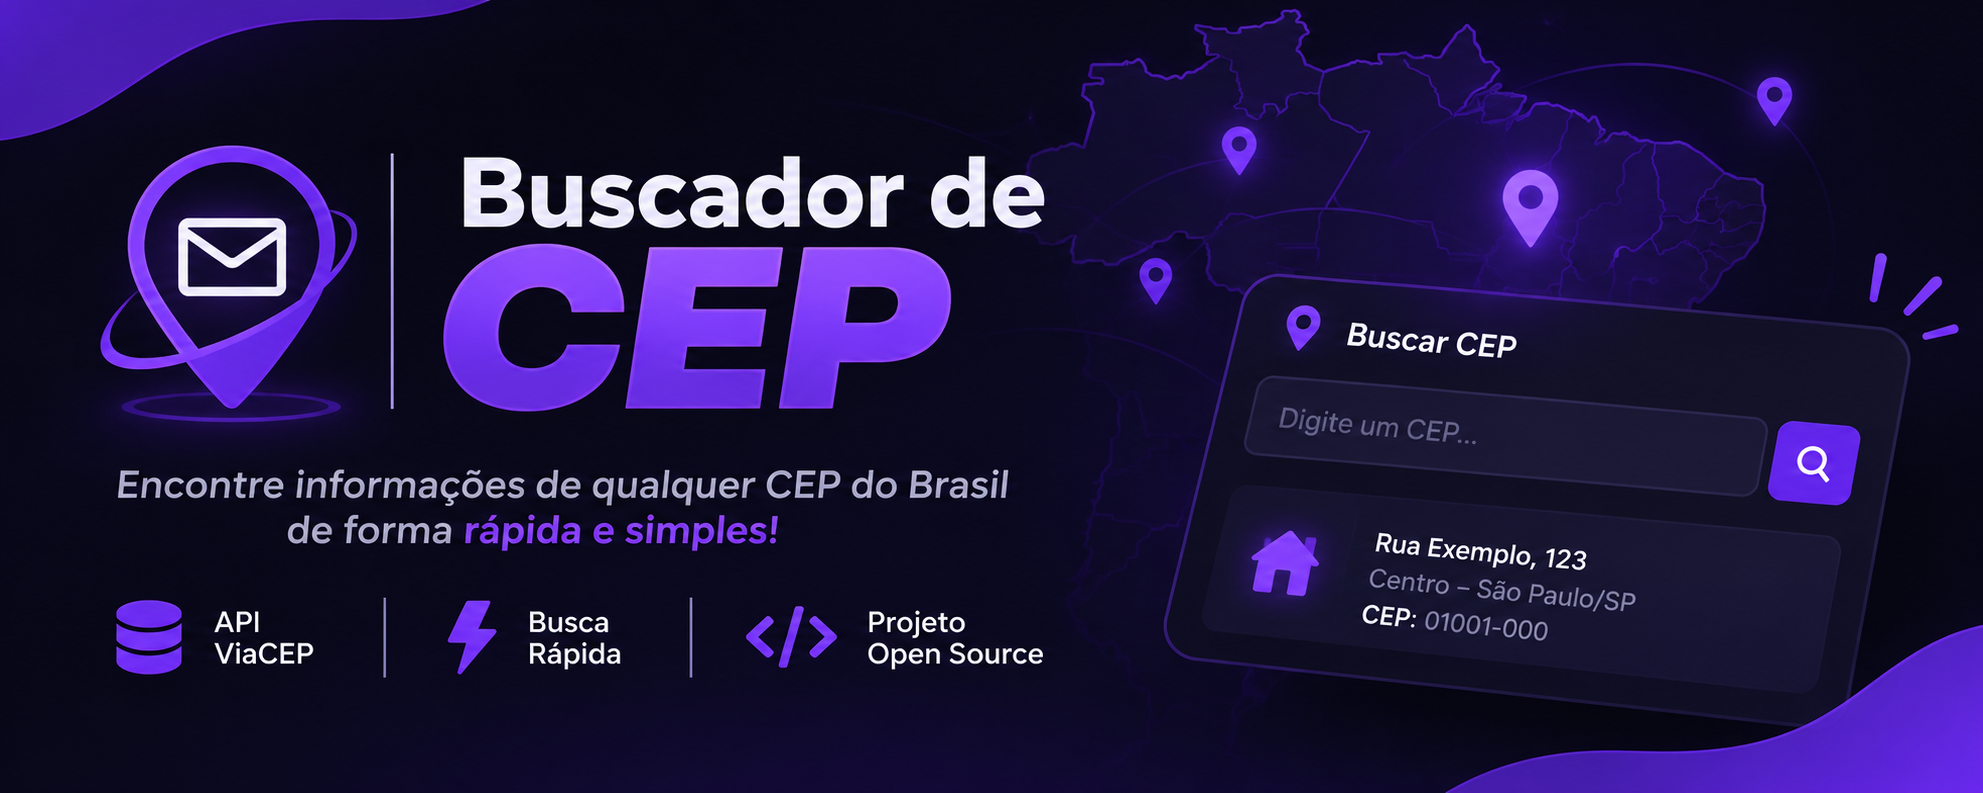 Buscador de
CEP
Encontre informações de qualquer CEP do Brasil
de forma rápida e simples!
API
ViaCEP
Busca
Rápida
Projeto
Open Source
Buscar CEP
Digite um CEP...
Rua Exemplo, 123
Centro – São Paulo/SP
CEP: 01001-000